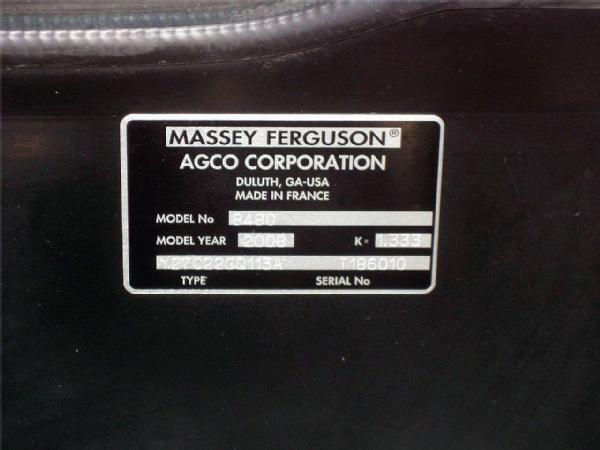 MASSEY FERGUSON®
AGCO CORPORATION
DULUTH, GA-USA
MADE IN FRANCE
MODEL No 8480
MODEL YEAR 2008 K= 1.333
T186010
TYPE SERIAL No